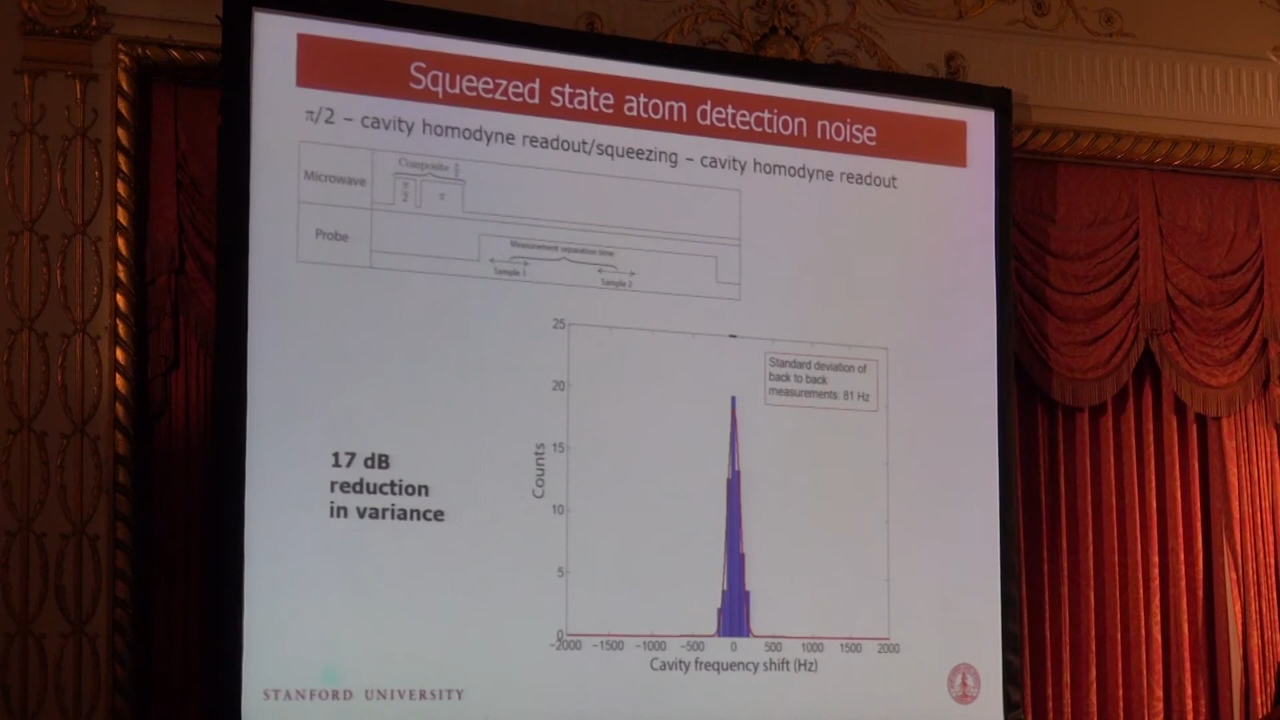 Squeezed state atom detection noise
π/2 – cavity homodyne readout/squeezing – cavity homodyne readout
Composite π/2
Microwave
π/2
π
Probe
Measurement separation time
Sample 1
Sample 2
25
20
15
10
5
0
Counts
Standard deviation of
back to back
measurements. 81 Hz
17 dB
reduction
in variance
−2000 −1500 −1000 −500 0 500 1000 1500 2000
Cavity frequency shift (Hz)
STANFORD UNIVERSITY